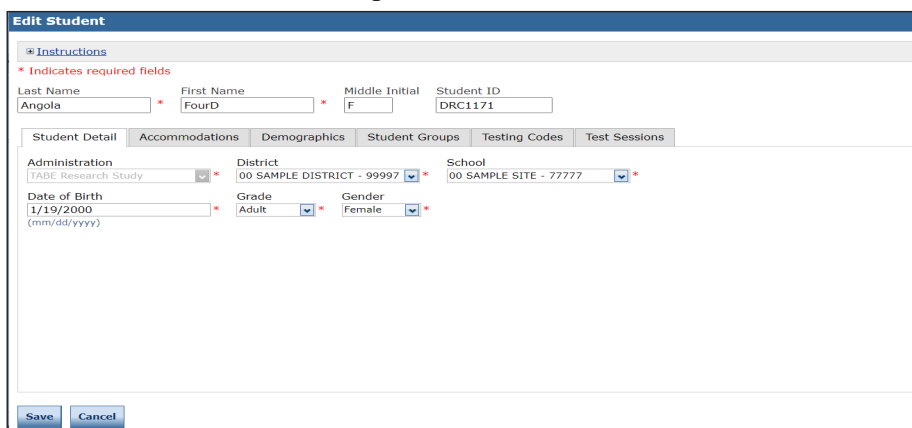 Edit Student
Instructions
* Indicates required fields
Last Name First Name Middle Initial Student ID
Angola * FourD * F DRC1171
Student Detail Accommodations Demographics Student Groups Testing Codes Test Sessions
Administration District School
TABE Research Study * 00 SAMPLE DISTRICT - 99997 * 00 SAMPLE SITE - 77777 *
Date of Birth Grade Gender
1/19/2000 * Adult * Female *
(mm/dd/yyyy)
Save Cancel